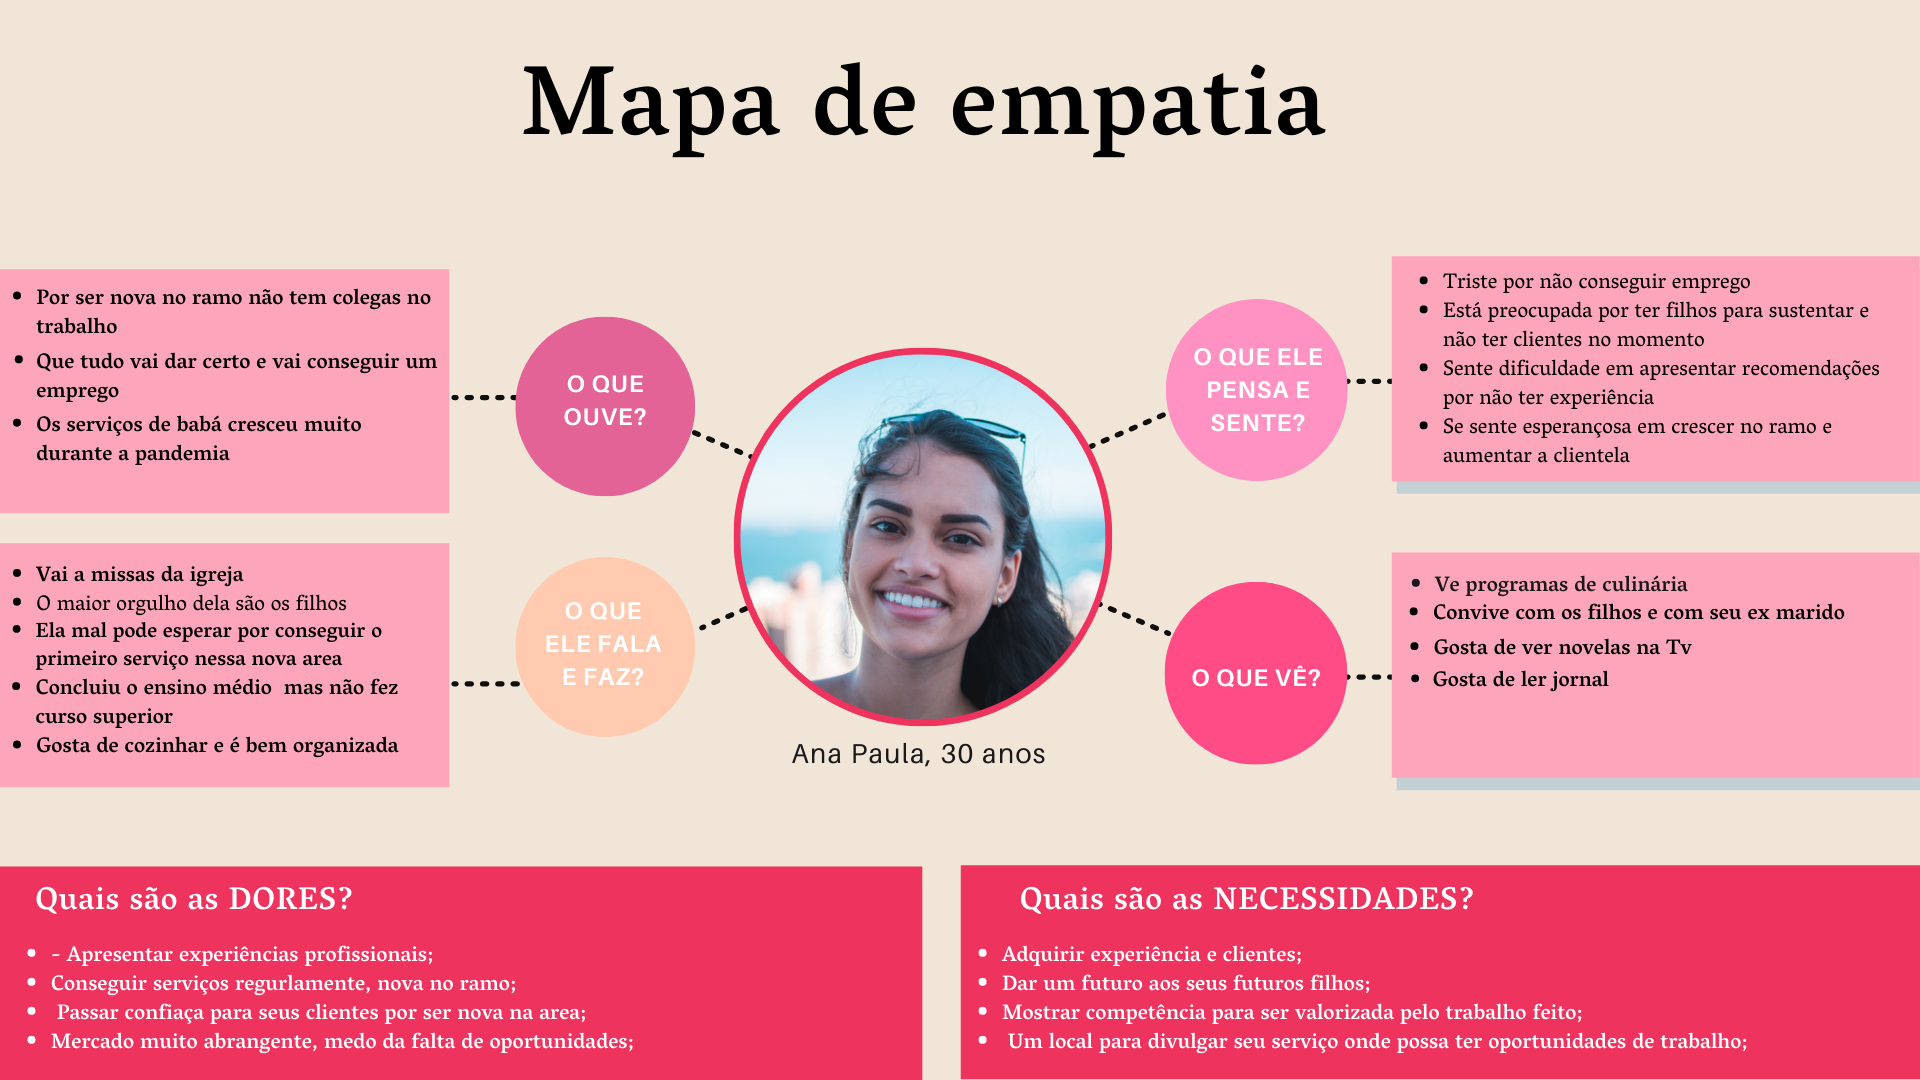 Mapa de empatia
Por ser nova no ramo não tem colegas no
trabalho
Que tudo vai dar certo e vai conseguir um
emprego
Os serviços de babá cresceu muito
durante a pandemia
O QUE
OUVE?
O QUE ELE
PENSA E
SENTE?
Triste por não conseguir emprego
Está preocupada por ter filhos para sustentar e
não ter clientes no momento
Sente dificuldade em apresentar recomendações
por não ter experiência
Se sente esperançosa em crescer no ramo e
aumentar a clientela
Vai a missas da igreja
O maior orgulho dela são os filhos
Ela mal pode esperar por conseguir o
primeiro serviço nessa nova area
Concluiu o ensino médio  mas não fez
curso superior
Gosta de cozinhar e é bem organizada
O QUE
ELE FALA
E FAZ?
Ana Paula, 30 anos
O QUE VÊ?
Ve programas de culinária
Convive com os filhos e com seu ex marido
Gosta de ver novelas na Tv
Gosta de ler jornal
Quais são as DORES?
- Apresentar experiências profissionais;
Conseguir serviços regurlamente, nova no ramo;
Passar confiaça para seus clientes por ser nova na area;
Mercado muito abrangente, medo da falta de oportunidades;
Quais são as NECESSIDADES?
Adquirir experiência e clientes;
Dar um futuro aos seus futuros filhos;
Mostrar competência para ser valorizada pelo trabalho feito;
Um local para divulgar seu serviço onde possa ter oportunidades de trabalho;